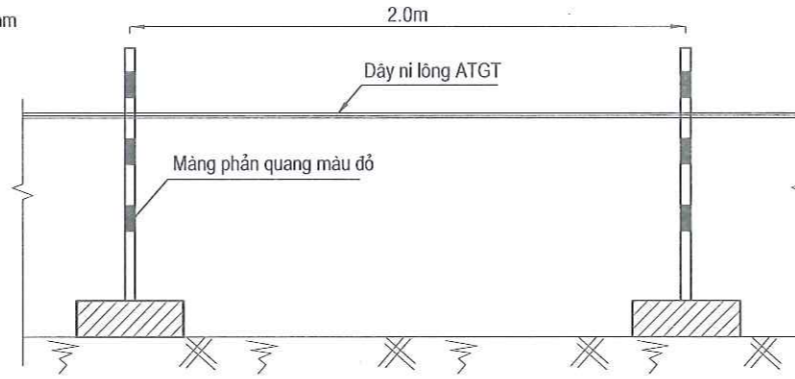 2.0m
Dây ni lông ATGT
Màng phản quang màu đỏ